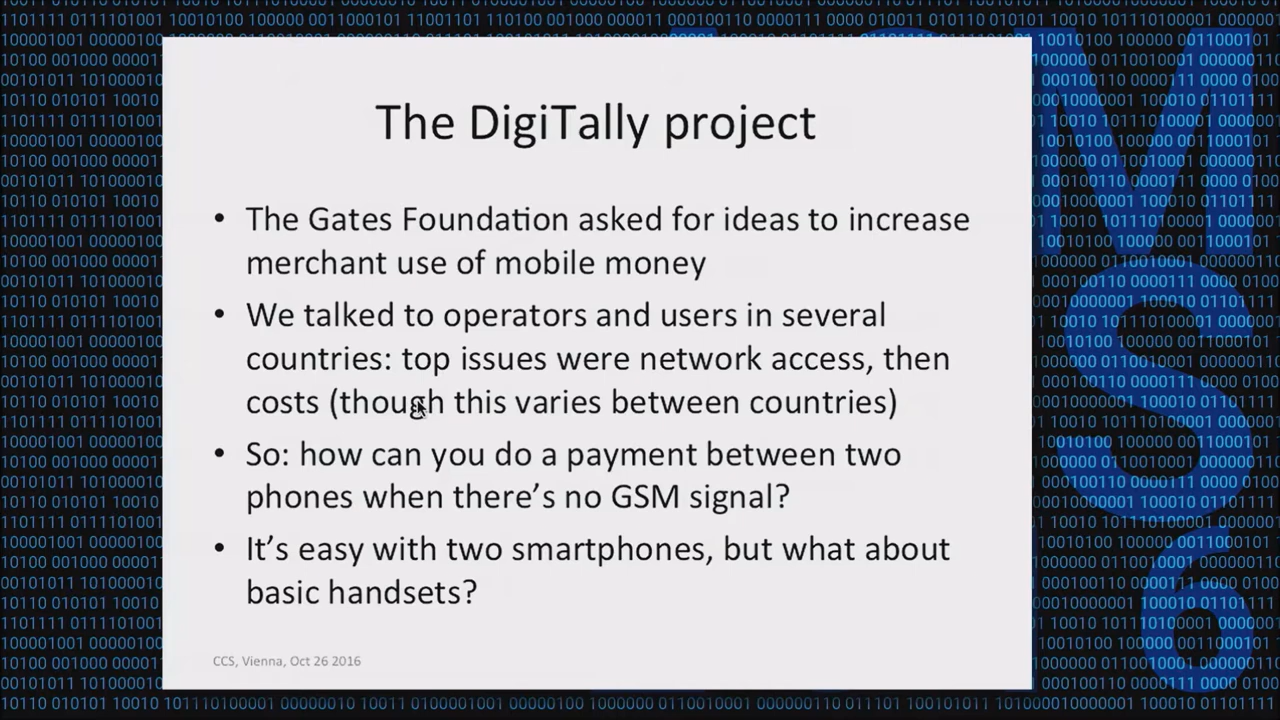 The DigiTally project
• The Gates Foundation asked for ideas to increase
merchant use of mobile money
• We talked to operators and users in several
countries: top issues were network access, then
costs (though this varies between countries)
• So: how can you do a payment between two
phones when there’s no GSM signal?
• It’s easy with two smartphones, but what about
basic handsets?
CCS, Vienna, Oct 26 2016